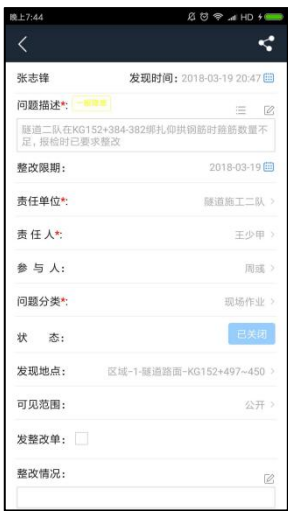 晚上7:44 HD
张志锋 发现时间：2018-03-19 20:47
问题描述*:
隧道二队在KG152+384-382绑扎仰拱钢筋时箍筋数量不
足，报检时已要求整改
整改限期： 2018-03-19
责任单位*: 隧道施工二队 >
责 任 人*: 王少甲 >
参 与 人： 周彧 >
问题分类*: 现场作业 >
状 态： 已关闭
发现地点： 区域-1-隧道路面-KG152+497~450 >
可见范围： 公开 >
发整改单：
整改情况：